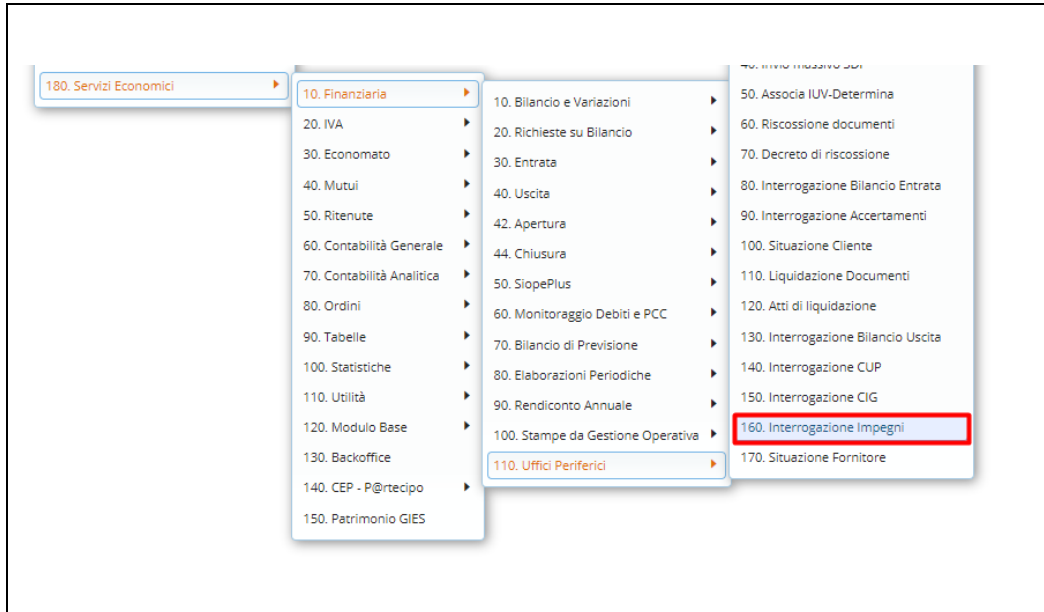 180. Servizi Economici
10. Finanziaria
20. IVA
30. Economato
40. Mutui
50. Ritenute
60. Contabilità Generale
70. Contabilità Analitica
80. Ordini
90. Tabelle
100. Statistiche
110. Utilità
120. Modulo Base
130. Backoffice
140. CEP - P@rtecipo
150. Patrimonio GIES
10. Bilancio e Variazioni
20. Richieste su Bilancio
30. Entrata
40. Uscita
42. Apertura
44. Chiusura
50. SiopePlus
60. Monitoraggio Debiti e PCC
70. Bilancio di Previsione
80. Elaborazioni Periodiche
90. Rendiconto Annuale
100. Stampe da Gestione Operativa
110. Uffici Periferici
40. Invio massivo SDI
50. Associa IUV-Determina
60. Riscossione documenti
70. Decreto di riscossione
80. Interrogazione Bilancio Entrata
90. Interrogazione Accertamenti
100. Situazione Cliente
110. Liquidazione Documenti
120. Atti di liquidazione
130. Interrogazione Bilancio Uscita
140. Interrogazione CUP
150. Interrogazione CIG
160. Interrogazione Impegni
170. Situazione Fornitore